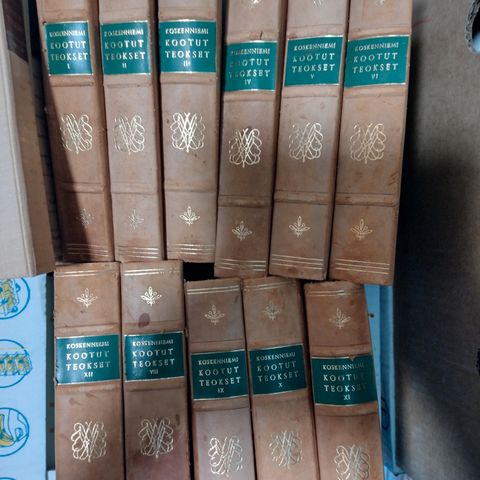 KOSKENNIEMI
KOOTUT
TEOKSET
I
KOSKENNIEMI
KOOTUT
TEOKSET
II
KOSKENNIEMI
KOOTUT
TEOKSET
III
KOSKENNIEMI
KOOTUT
TEOKSET
IV
KOSKENNIEMI
KOOTUT
TEOKSET
V
KOSKENNIEMI
KOOTUT
TEOKSET
VI
KOSKENNIEMI
KOOTUT
TEOKSET
XII
KOSKENNIEMI
KOOTUT
TEOKSET
VIII
KOSKENNIEMI
KOOTUT
TEOKSET
IX
KOSKENNIEMI
KOOTUT
TEOKSET
X
KOSKENNIEMI
KOOTUT
TEOKSET
XI